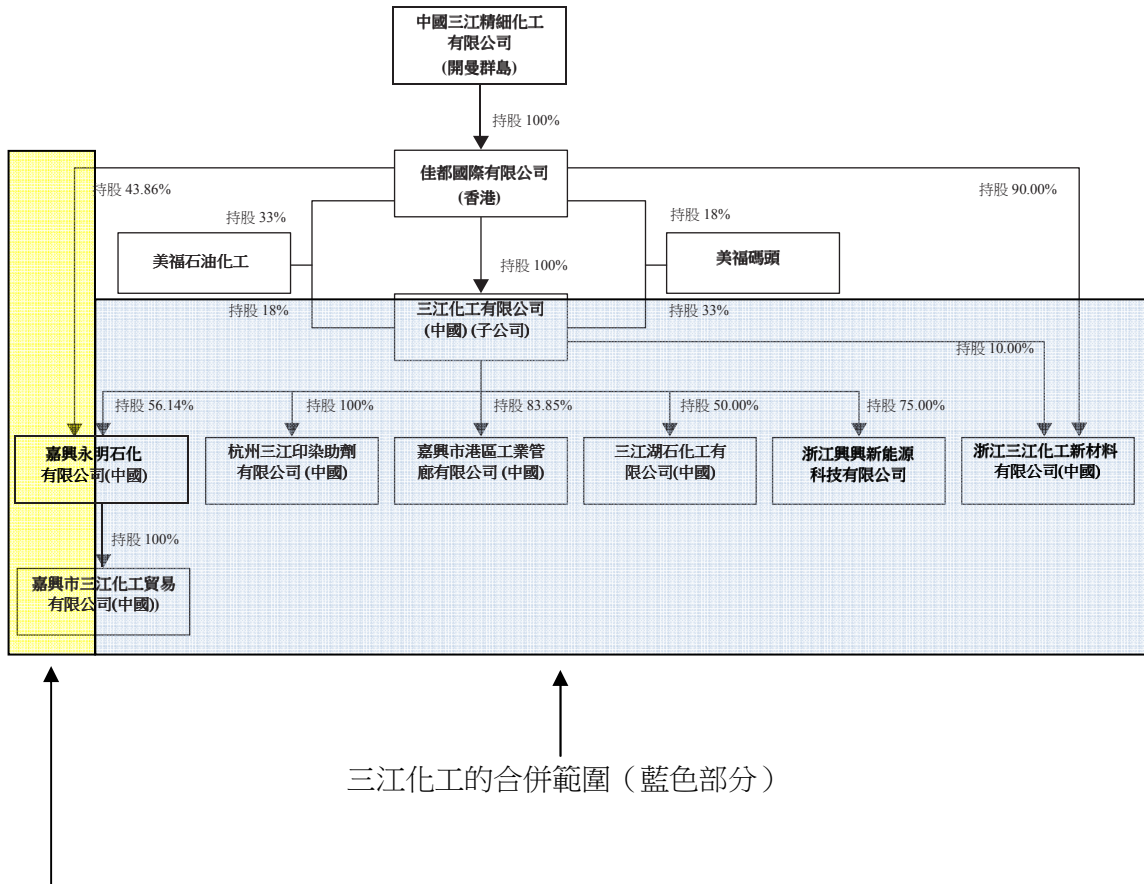 中國三江精細化工
有限公司
(開曼群島)
持股 100%
佳都國際有限公司
(香港)
持股 43.86%
持股 90.00%
持股 33%
持股 18%
美福石油化工
美福碼頭
持股 100%
持股 18%
三江化工有限公司
(中國) (子公司)
持股 33%
持股 10.00%
持股 56.14%
持股 100%
持股 83.85%
持股 50.00%
持股 75.00%
嘉興永明石化
有限公司(中國)
杭州三江印染助劑
有限公司 (中國)
嘉興市港區工業管
廊有限公司 (中國)
三江湖石化工有
限公司(中國)
浙江興興新能源
科技有限公司
浙江三江化工新材料
有限公司(中國)
持股 100%
嘉興市三江化工貿易
有限公司(中國))
三江化工的合併範圍（藍色部分）